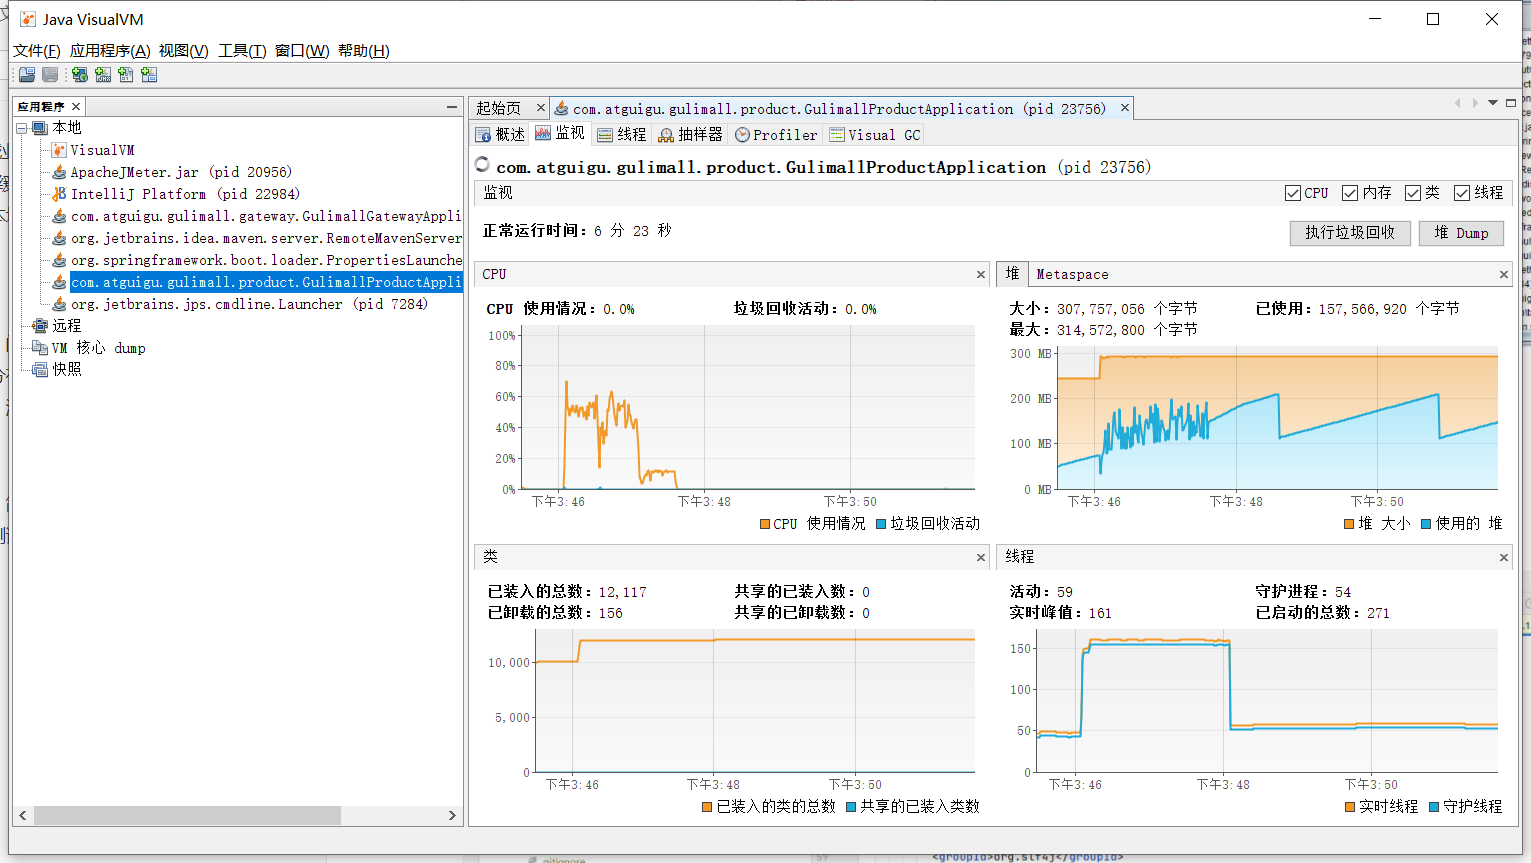 Java VisualVM
文件(F) 应用程序(A) 视图(V) 工具(T) 窗口(W) 帮助(H)
应用程序
本地
VisualVM
ApacheJMeter.jar (pid 20956)
IntelliJ Platform (pid 22984)
com.atguigu.gulimall.gateway.GulimallGatewayAppli
org.jetbrains.idea.maven.server.RemoteMavenServer
org.springframework.boot.loader.PropertiesLaunche
com.atguigu.gulimall.product.GulimallProductAppli
org.jetbrains.jps.cmdline.Launcher (pid 7284)
远程
VM 核心 dump
快照
起始页 com.atguigu.gulimall.product.GulimallProductApplication (pid 23756)
概述 监视 线程 抽样器 Profiler Visual GC
com.atguigu.gulimall.product.GulimallProductApplication (pid 23756)
监视 CPU 内存 类 线程
正常运行时间：6 分 23 秒 执行垃圾回收 堆 Dump
CPU
CPU 使用情况：0.0% 垃圾回收活动：0.0%
100%
80%
60%
40%
20%
0%
下午3:46 下午3:48 下午3:50
CPU 使用情况 垃圾回收活动
堆 Metaspace
大小：307,757,056 个字节 已使用：157,566,920 个字节
最大：314,572,800 个字节
300 MB
200 MB
100 MB
0 MB
下午3:46 下午3:48 下午3:50
堆 大小 使用的 堆
类
已装入的总数：12,117 共享的已装入数：0
已卸载的总数：156 共享的已卸载数：0
10,000
5,000
0
下午3:46 下午3:48 下午3:50
已装入的类的总数 共享的已装入类数
线程
活动：59 守护进程：54
实时峰值：161 已启动的总数：271
150
100
50
0
下午3:46 下午3:48 下午3:50
实时线程 守护线程
.gitignore 59 <groupId>org.slf4j</groupId>